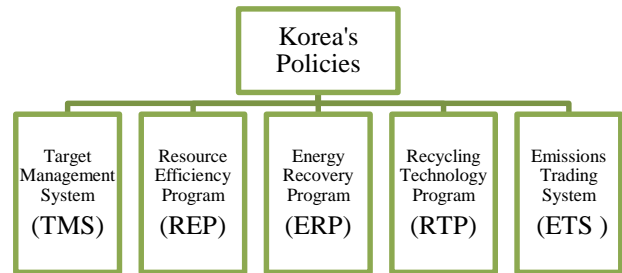 Korea's
Policies
Target
Management
System
(TMS)
Resource
Efficiency
Program
(REP)
Energy
Recovery
Program
(ERP)
Recycling
Technology
Program
(RTP)
Emissions
Trading
System
(ETS )